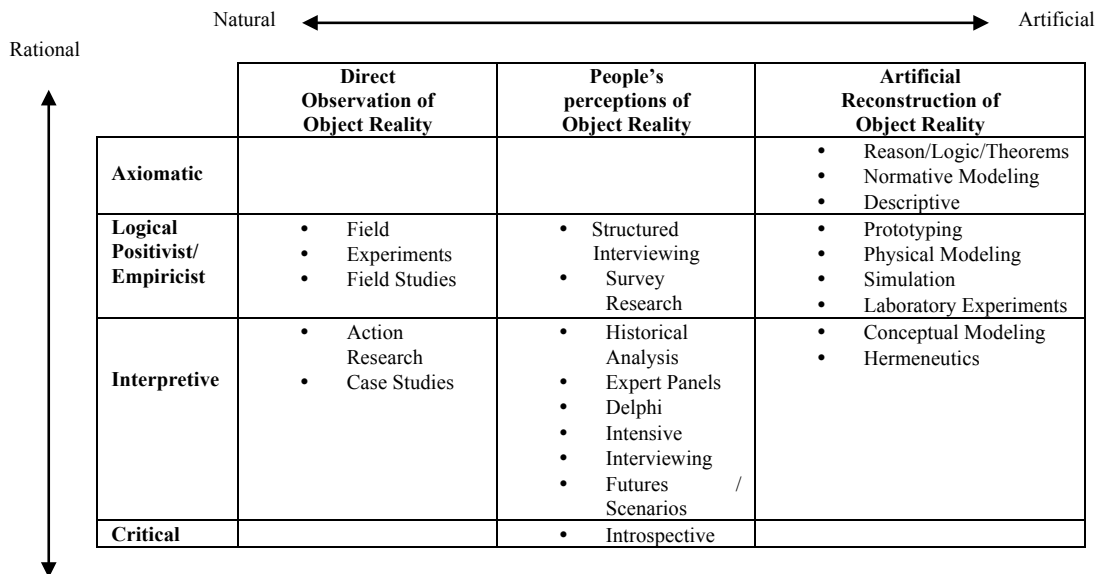 Natural
Artificial
Rational
Direct
Observation of
Object Reality
People's
perceptions of
Object Reality
Artificial
Reconstruction of
Object Reality
Axiomatic
• Reason/Logic/Theorems
• Normative Modeling
• Descriptive
Logical
Positivist/
Empiricist
• Field
• Experiments
• Field Studies
• Structured
Interviewing
• Survey
Research
• Prototyping
• Physical Modeling
• Simulation
• Laboratory Experiments
Interpretive
• Action
Research
• Case Studies
• Historical
Analysis
• Expert Panels
• Delphi
• Intensive
• Interviewing
• Futures /
Scenarios
• Conceptual Modeling
• Hermeneutics
Critical
• Introspective